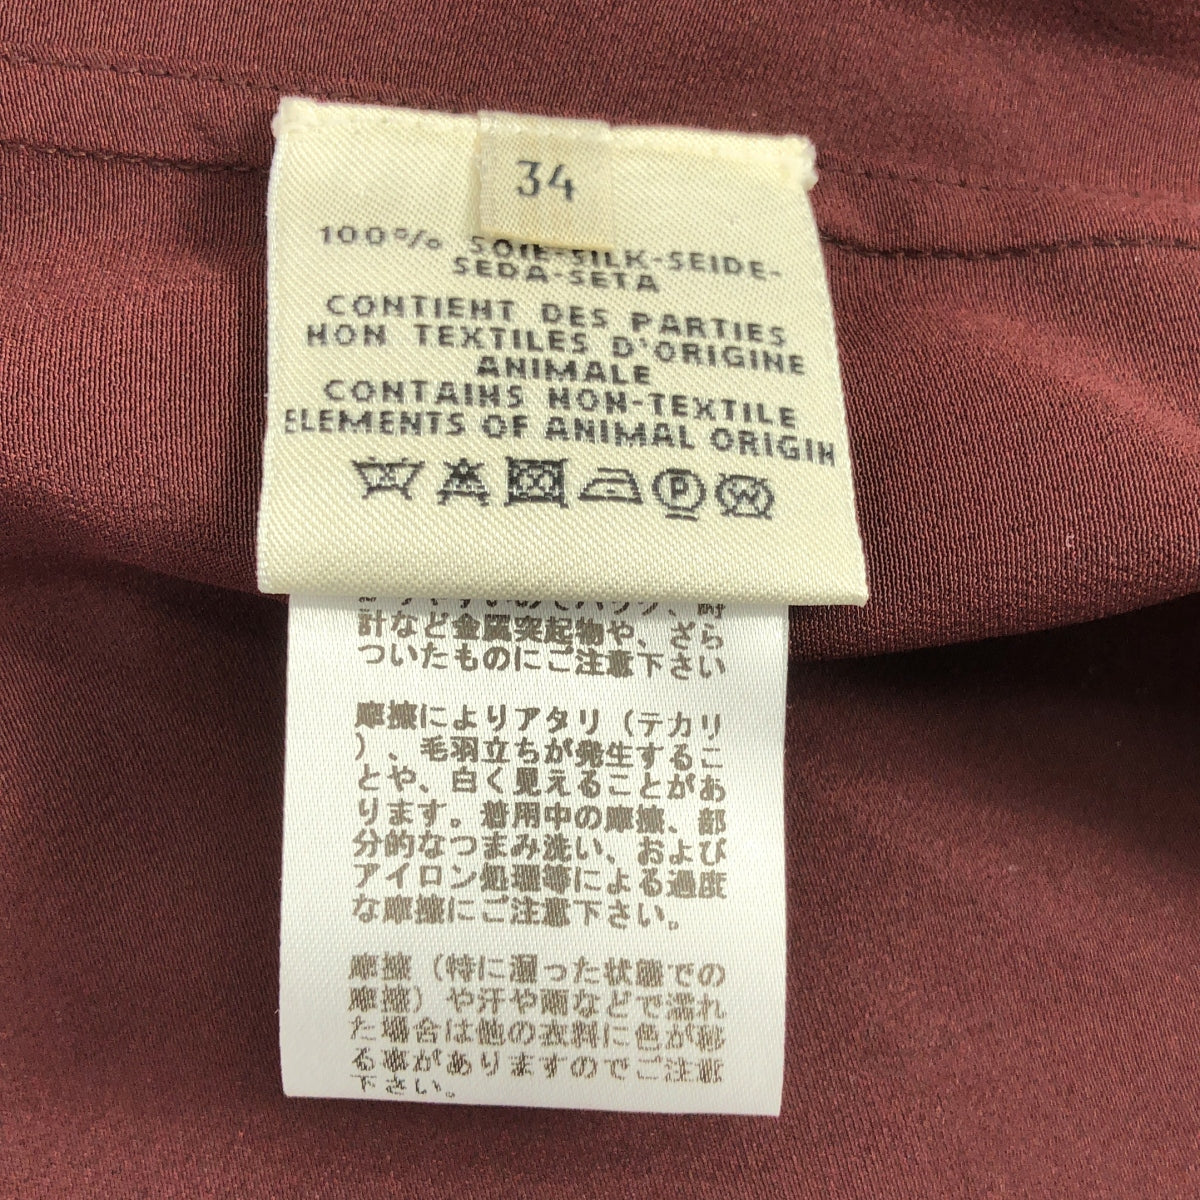 34
100% SOIE-SILK-SEIDE-
SEDA-SETA
CONTIENT DES PARTIES
NON TEXTILES D'ORIGINE
ANIMALE
CONTAINS NON-TEXTILE
ELEMENTS OF ANIMAL ORIGIN
P
W
計など金属突起物や、ざら
ついたものにご注意下さい
摩擦によりアタリ（テカリ
）、毛羽立ちが発生するこ
とや、白く見えることがあ
ります。着用中の摩擦、部
分的なつまみ洗い、および
アイロン処理等による過度
な摩擦にご注意下さい。
摩擦（特に湿った状態での
摩擦）や汗や雨などで濡れ
た場合は他の衣料に色が移
る事がありますのでご注意
下さい。